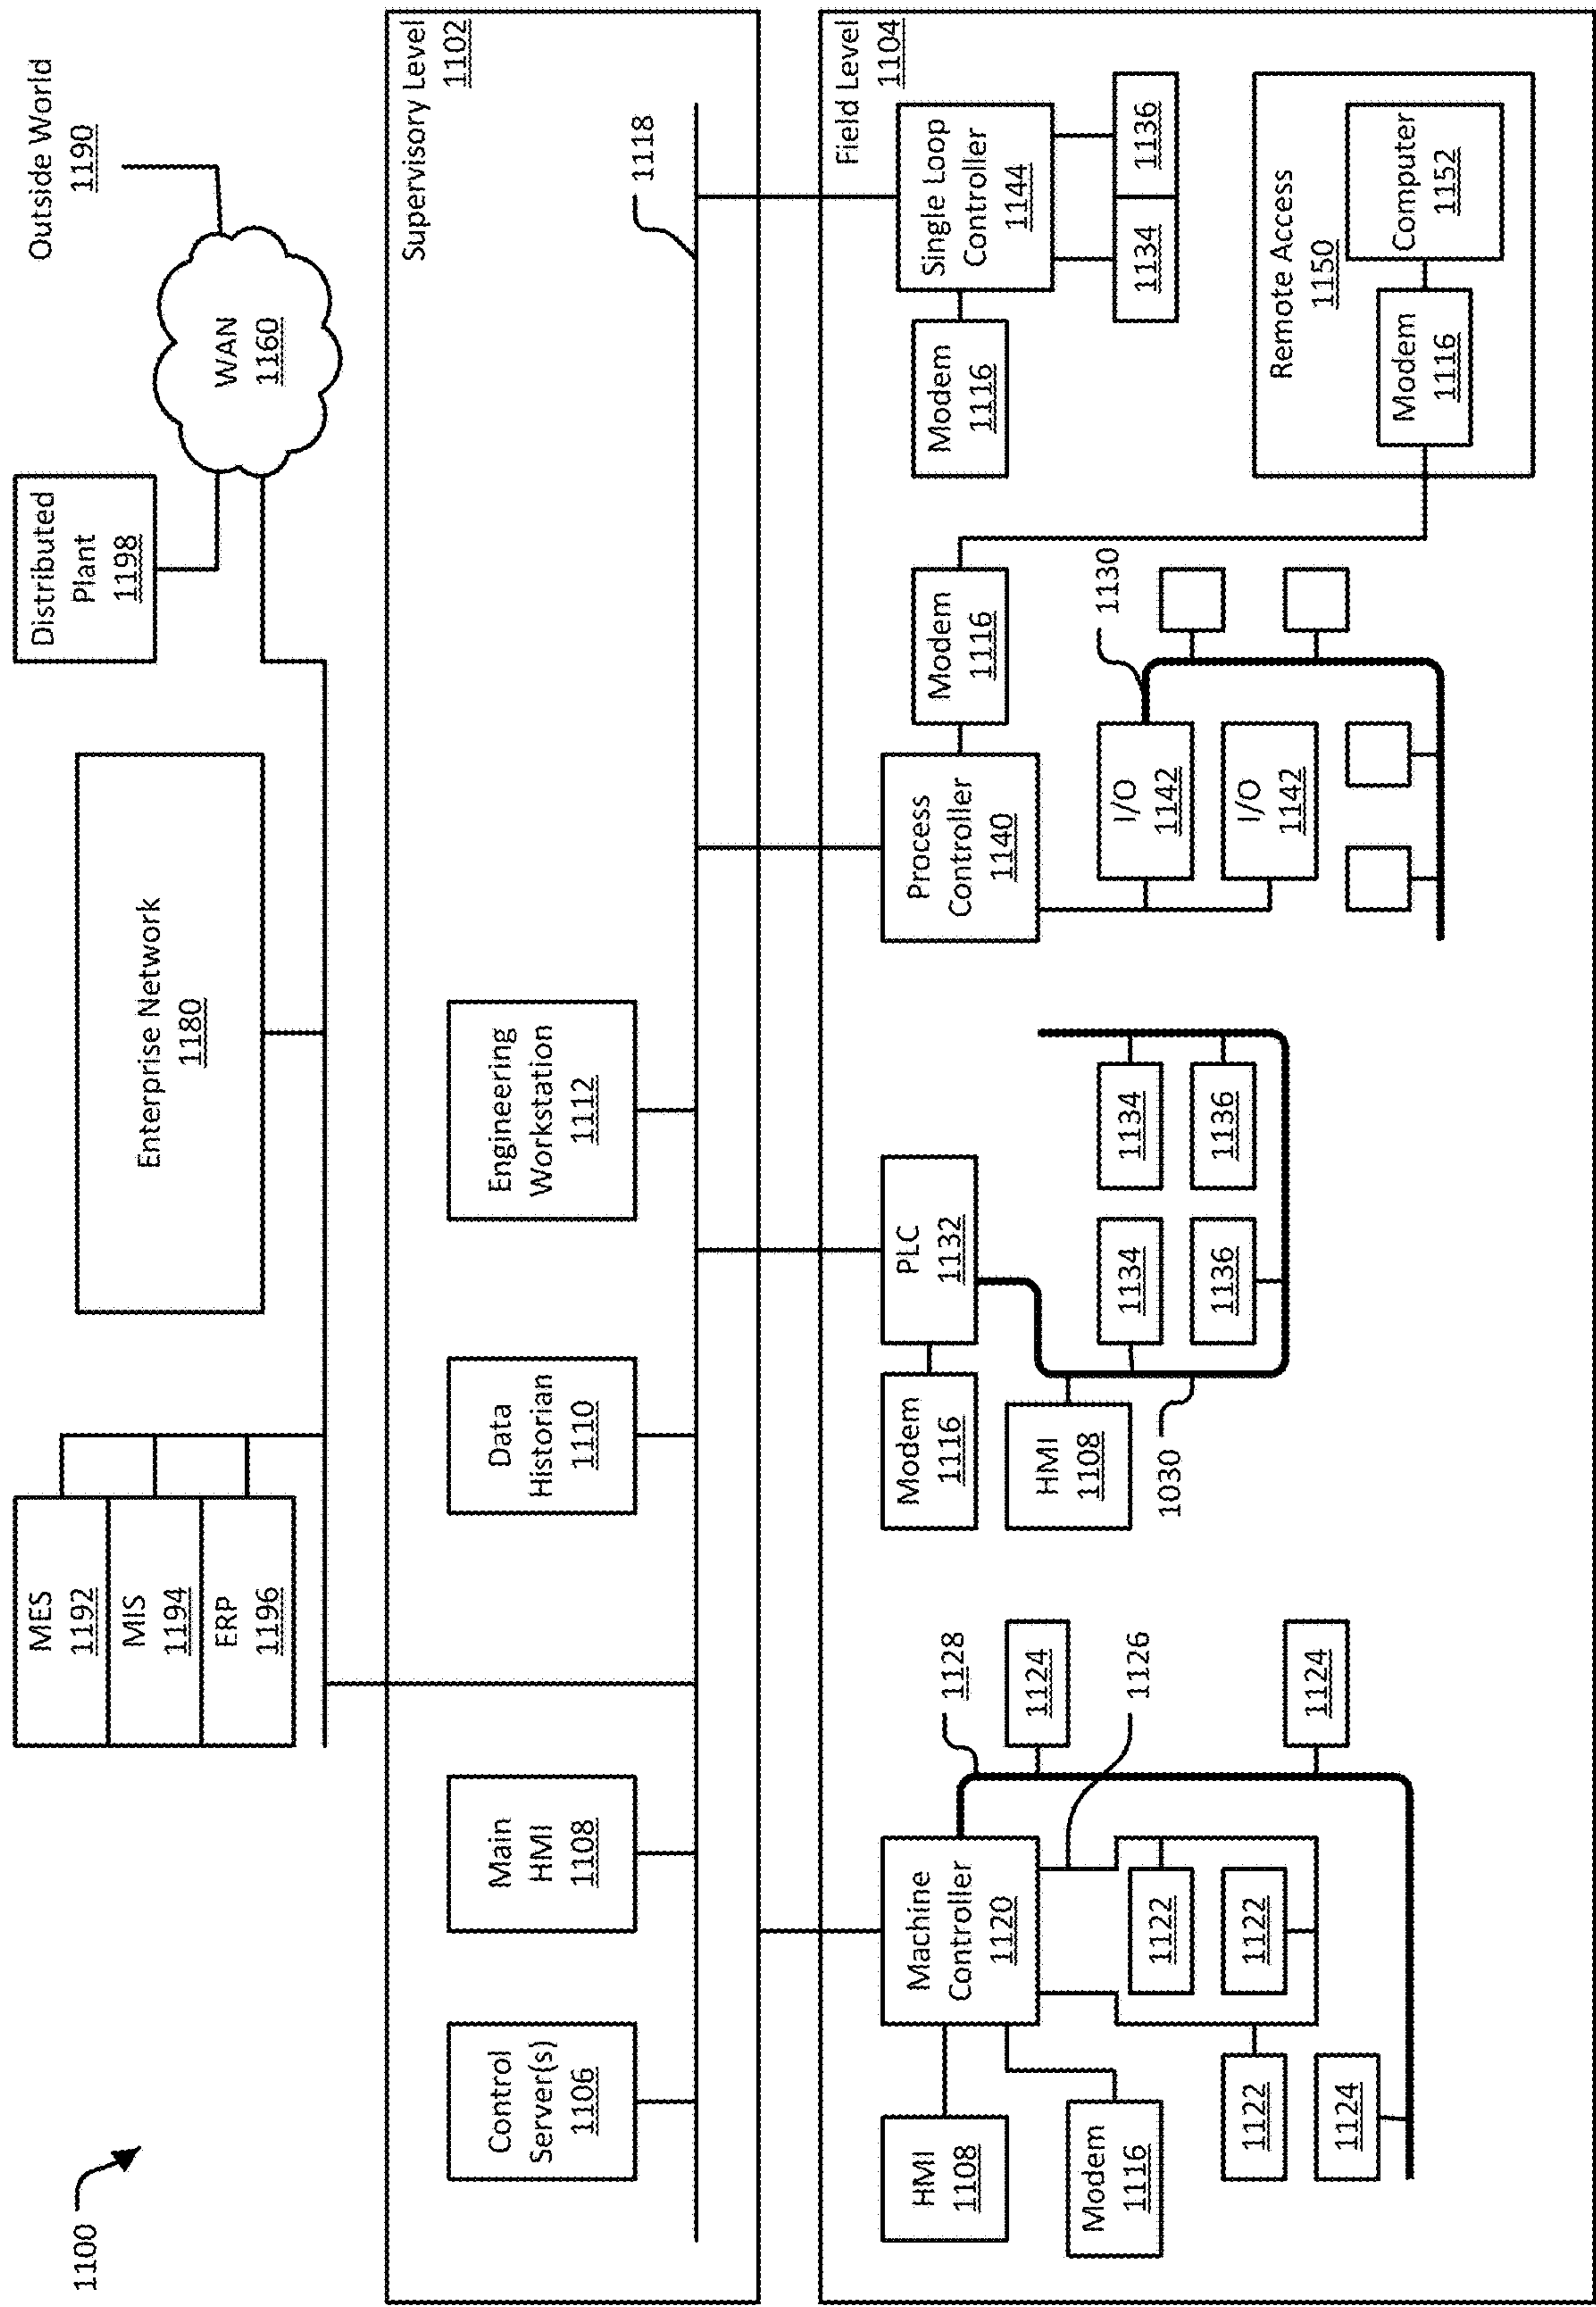 1100
MES
1192
MIS
1194
ERP
1196
Enterprise Network
1180
Distributed
Plant
1198
WAN
1160
Outside World
1190
Supervisory Level
1102
Control
Server(s)
1106
Main
HMI
1108
Data
Historian
1110
Engineering
Workstation
1112
1118
Field Level
1104
HMI
1108
Machine
Controller
1120
Modem
1116
1128
1124
1126
1122
1122
1122
1124
1124
Modem
1116
PLC
1132
HMI
1108
1030
1134
1134
1136
1136
Process
Controller
1140
Modem
1116
1130
I/O
1142
I/O
1142
Modem
1116
Single Loop
Controller
1144
1134
1136
Remote Access
1150
Modem
1116
Computer
1152